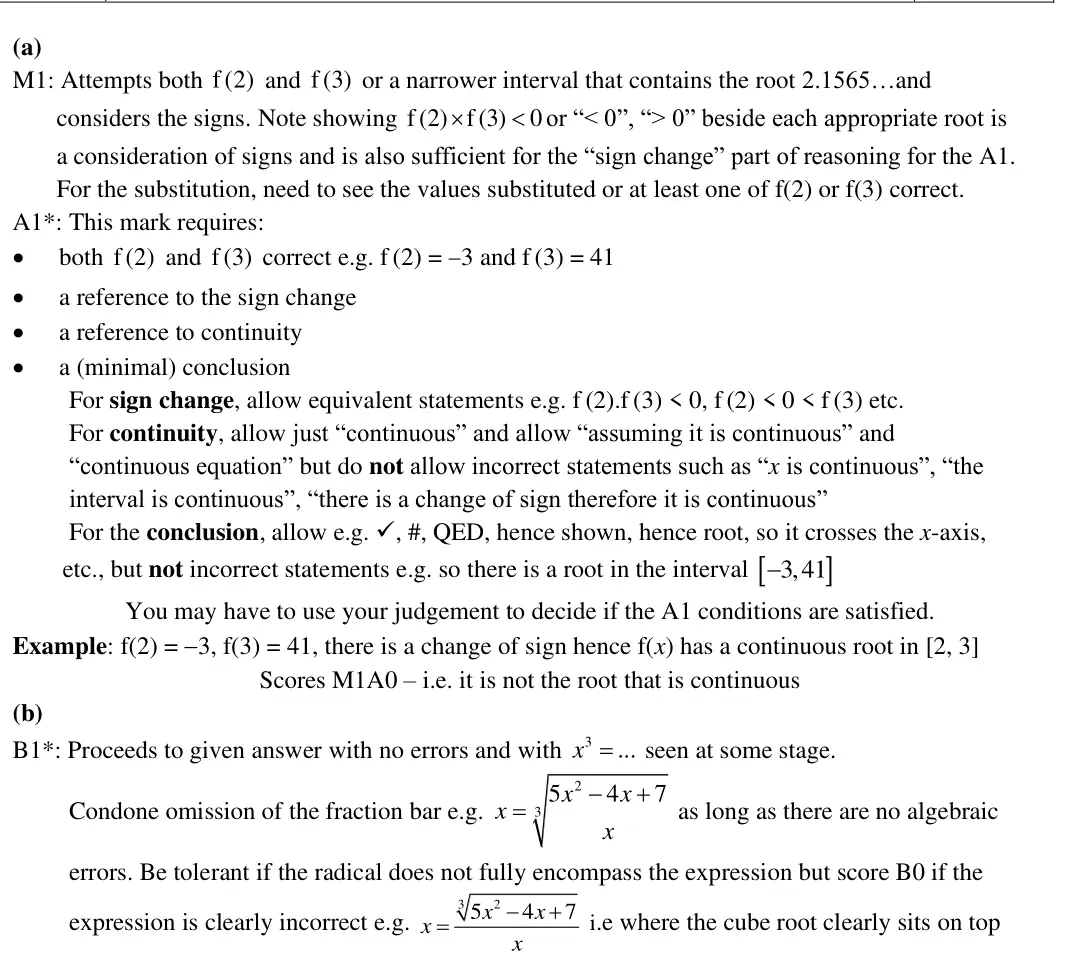 (a)
M1: Attempts both f(2) and f(3) or a narrower interval that contains the root 2.1565…and
considers the signs. Note showing f(2)×f(3)<0 or “< 0”, “> 0” beside each appropriate root is
a consideration of signs and is also sufficient for the “sign change” part of reasoning for the A1.
For the substitution, need to see the values substituted or at least one of f(2) or f(3) correct.
A1*: This mark requires:
• both f(2) and f(3) correct e.g. f(2) = –3 and f(3) = 41
• a reference to the sign change
• a reference to continuity
• a (minimal) conclusion
For sign change, allow equivalent statements e.g. f(2).f(3) < 0, f(2) < 0 < f(3) etc.
For continuity, allow just “continuous” and allow “assuming it is continuous” and
“continuous equation” but do not allow incorrect statements such as “x is continuous”, “the
interval is continuous”, “there is a change of sign therefore it is continuous”
For the conclusion, allow e.g. ✓, #, QED, hence shown, hence root, so it crosses the x-axis,
etc., but not incorrect statements e.g. so there is a root in the interval [−3,41]
You may have to use your judgement to decide if the A1 conditions are satisfied.
Example: f(2) = –3, f(3) = 41, there is a change of sign hence f(x) has a continuous root in [2, 3]
Scores M1A0 – i.e. it is not the root that is continuous
(b)
B1*: Proceeds to given answer with no errors and with x³ = ... seen at some stage.
Condone omission of the fraction bar e.g. x = ∛(5x² − 4x + 7 x) as long as there are no algebraic
errors. Be tolerant if the radical does not fully encompass the expression but score B0 if the
expression is clearly incorrect e.g. x = ∛(5x² − 4x + 7)/x i.e where the cube root clearly sits on top